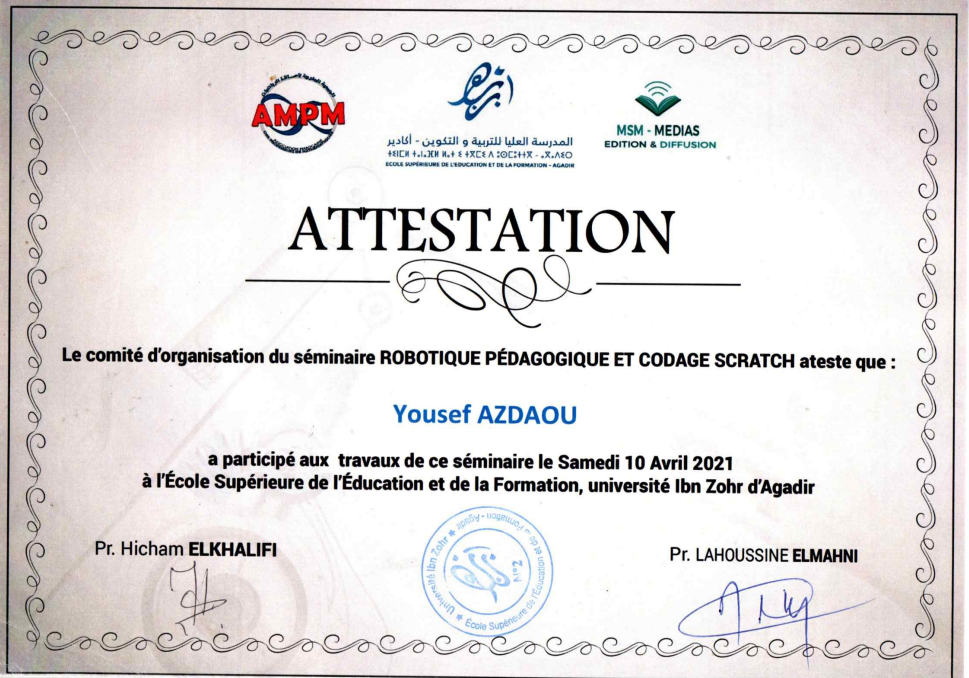 AMPM
المدرسة العليا للتربية و التكوين - أكادير
ECOLE SUPÉRIEURE DE L'EDUCATION ET DE LA FORMATION - AGADIR
MSM - MEDIAS
EDITION & DIFFUSION
ATTESTATION
Le comité d'organisation du séminaire ROBOTIQUE PÉDAGOGIQUE ET CODAGE SCRATCH ateste que :
Yousef AZDAOU
a participé aux travaux de ce séminaire le Samedi 10 Avril 2021
à l'École Supérieure de l'Éducation et de la Formation, université Ibn Zohr d'Agadir
Pr. Hicham ELKHALIFI
Pr. LAHOUSSINE ELMAHNI
Université Ibn Zohr ★ École Supérieure de l'Éducation et de la Formation - Agadir ★
N°2